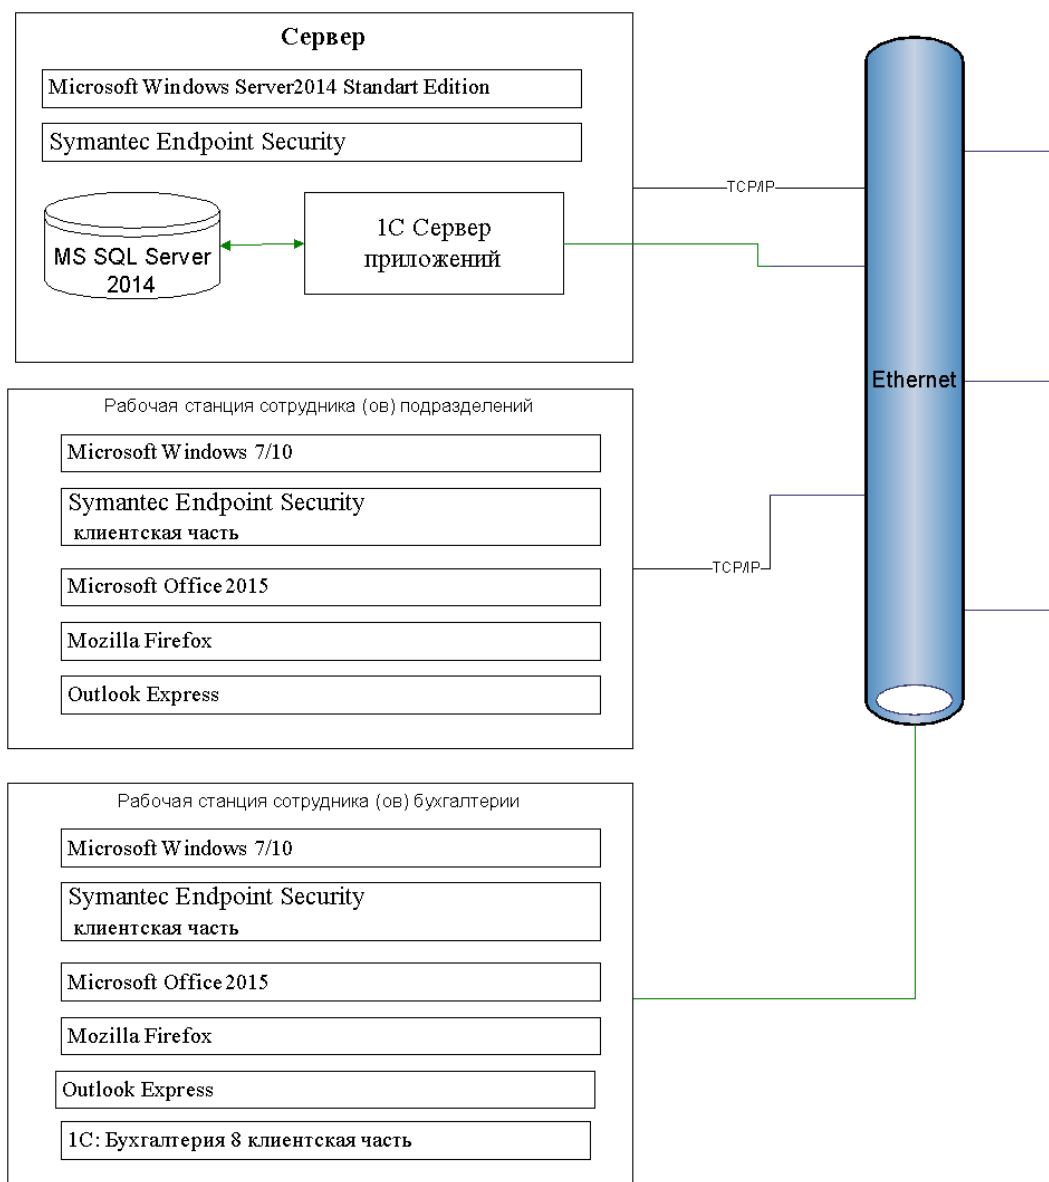 Сервер
Microsoft Windows Server2014 Standart Edition
Symantec Endpoint Security
MS SQL Server
2014
1С Сервер
приложений
TCP/IP
Ethernet
Рабочая станция сотрудника (ов) подразделений
Microsoft Windows 7/10
Symantec Endpoint Security
клиентская часть
Microsoft Office 2015
Mozilla Firefox
Outlook Express
TCP/IP
Рабочая станция сотрудника (ов) бухгалтерии
Microsoft Windows 7/10
Symantec Endpoint Security
клиентская часть
Microsoft Office 2015
Mozilla Firefox
Outlook Express
1С: Бухгалтерия 8 клиентская часть